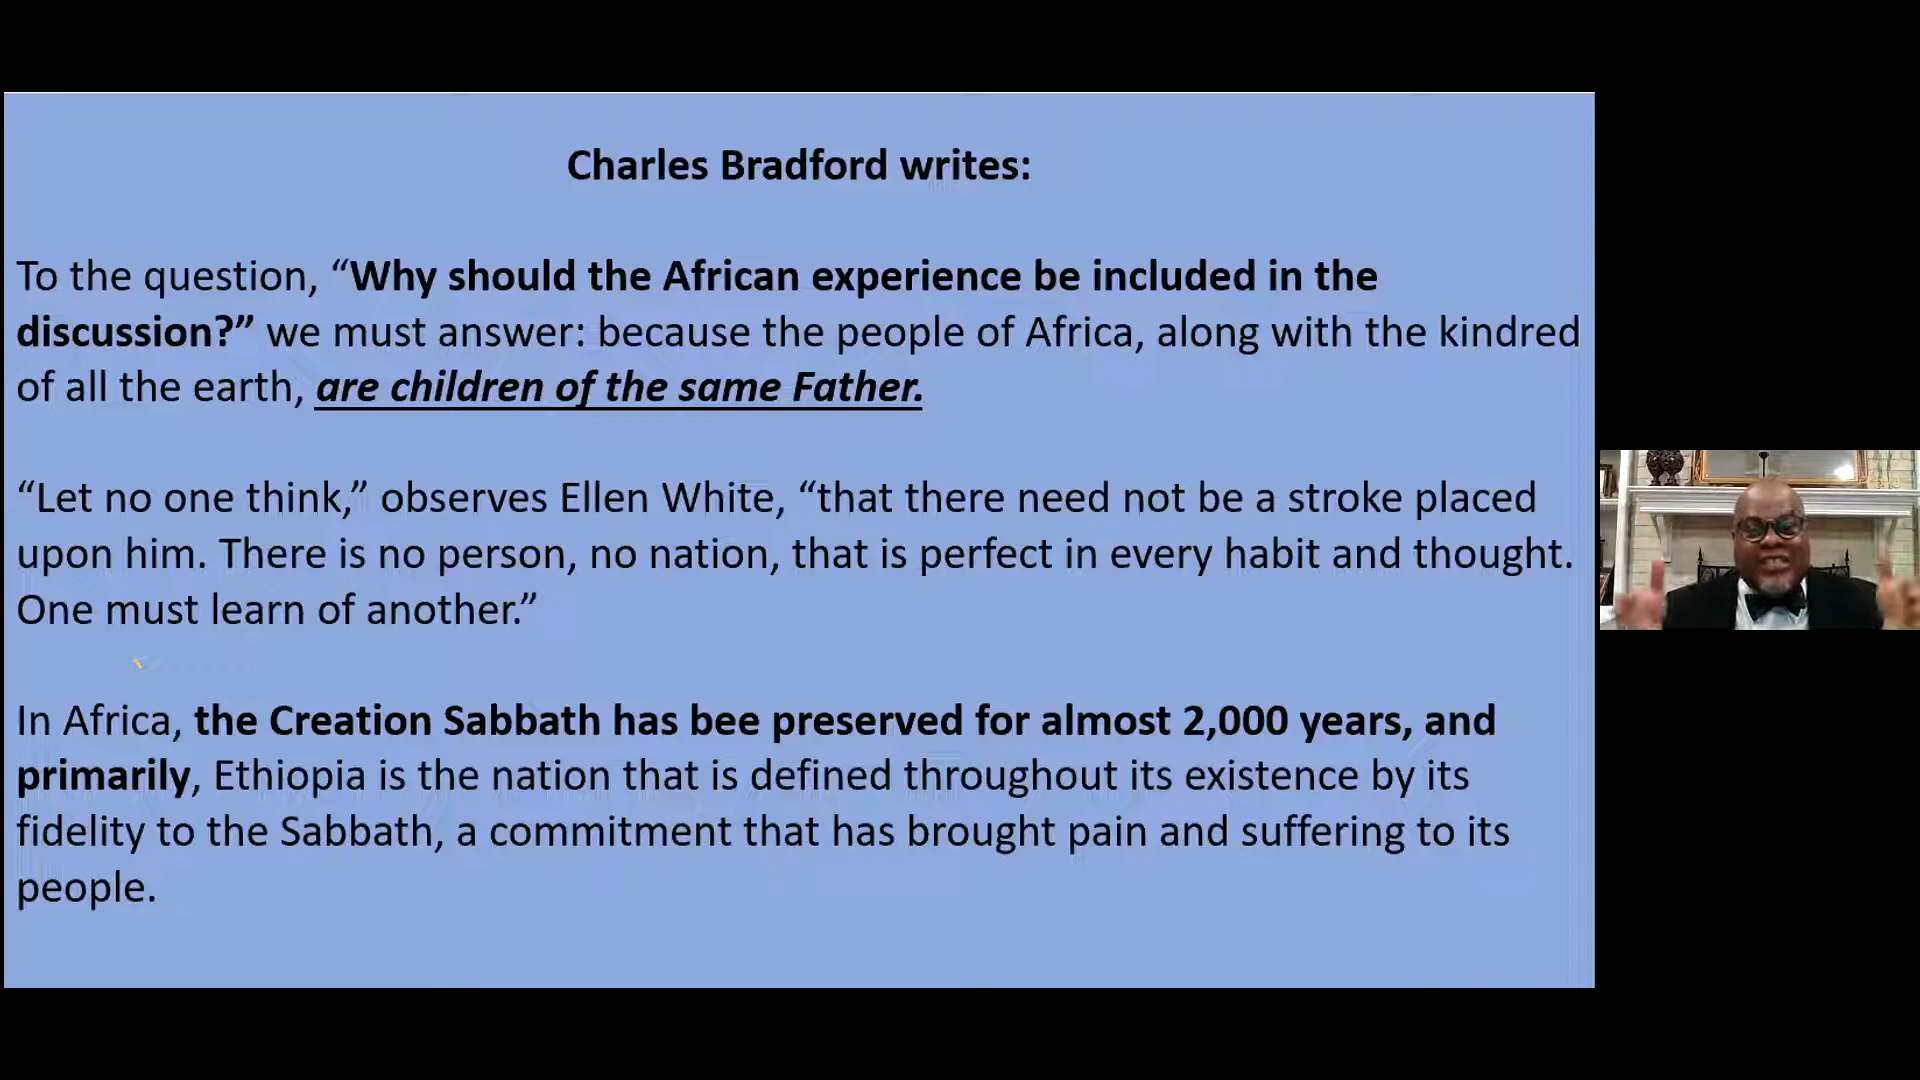 Charles Bradford writes:
To the question, “Why should the African experience be included in the
discussion?” we must answer: because the people of Africa, along with the kindred
of all the earth, are children of the same Father.
“Let no one think,” observes Ellen White, “that there need not be a stroke placed
upon him. There is no person, no nation, that is perfect in every habit and thought.
One must learn of another.”
In Africa, the Creation Sabbath has bee preserved for almost 2,000 years, and
primarily, Ethiopia is the nation that is defined throughout its existence by its
fidelity to the Sabbath, a commitment that has brought pain and suffering to its
people.